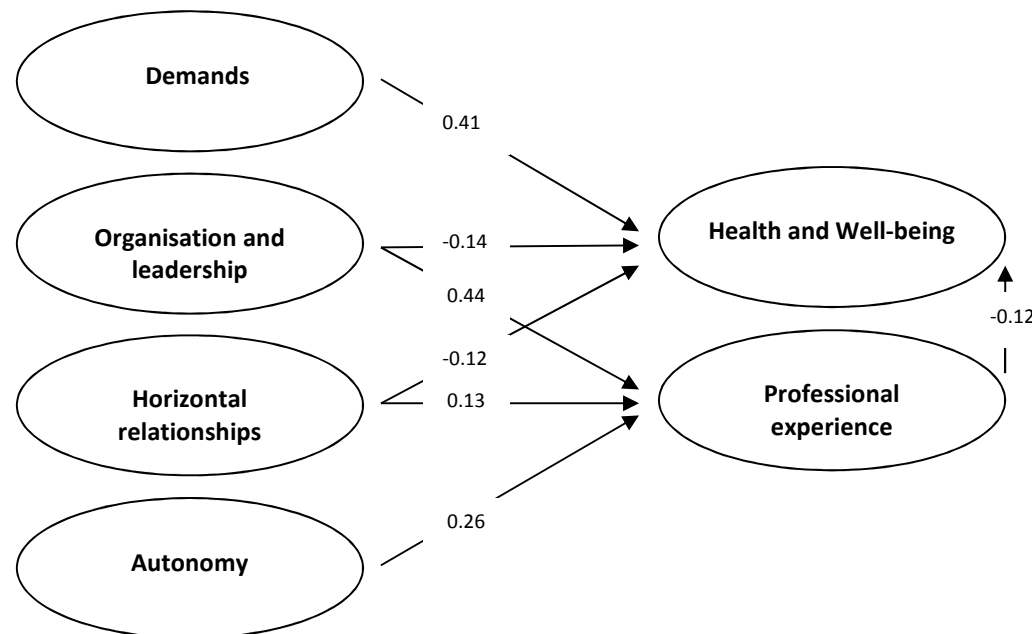 Demands
0.41
Organisation and
leadership
-0.14
Health and Well-being
0.44
-0.12
-0.12
Horizontal
relationships
0.13
Professional
experience
0.26
Autonomy